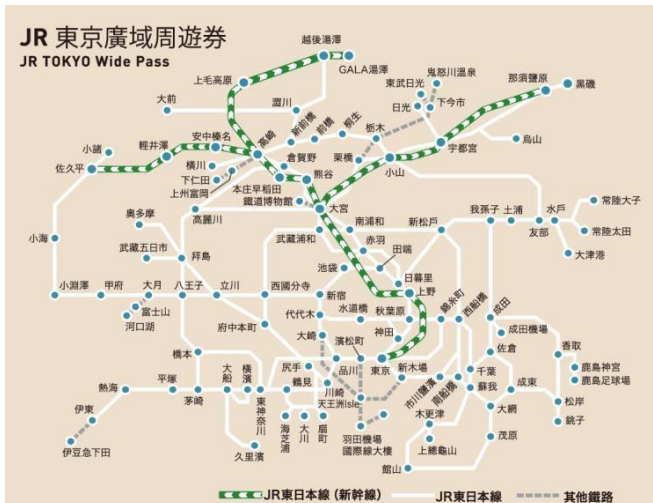 JR 東京廣域周遊券
JR TOKYO Wide Pass
越後湯澤
GALA湯澤
上毛高原
鬼怒川溫泉
東武日光
那須鹽原
黑磯
大前
澀川
日光
下今市
新前橋
前橋
桐生
栃木
小諸
安中榛名
高崎
宇都宮
烏山
輕井澤
佐久平
橫川
倉賀野
栗橋
小山
下仁田
熊谷
上州富岡
本庄早稻田
鐵道博物館
大宮
奧多摩
高麗川
南浦和
新松戶
我孫子
土浦
水戶
常陸大子
武藏浦和
赤羽
友部
常陸太田
武藏五日市
拜島
田端
大津港
小海
池袋
日暮里
小淵澤
甲府
大月
八王子
立川
西國分寺
新宿
上野
錦糸町
西船橋
成田
富士山
河口湖
代代木
水道橋
秋葉原
成田機場
府中本町
大崎
神田
佐倉
香取
橋本
濱松町
鹿島神宮
品川
東京
新木場
千葉
鹿島足球場
熱海
平塚
茅崎
大船
橫濱
東神奈川
尻手
鶴見
川崎
天王洲isle
市川鹽濱
南船橋
蘇我
成東
伊東
木更津
大網
松岸
伊豆急下田
久里濱
海芝浦
大川
扇町
羽田機場
國際線大樓
上總龜山
茂原
銚子
館山
JR東日本線（新幹線）
JR東日本線
其他鐵路